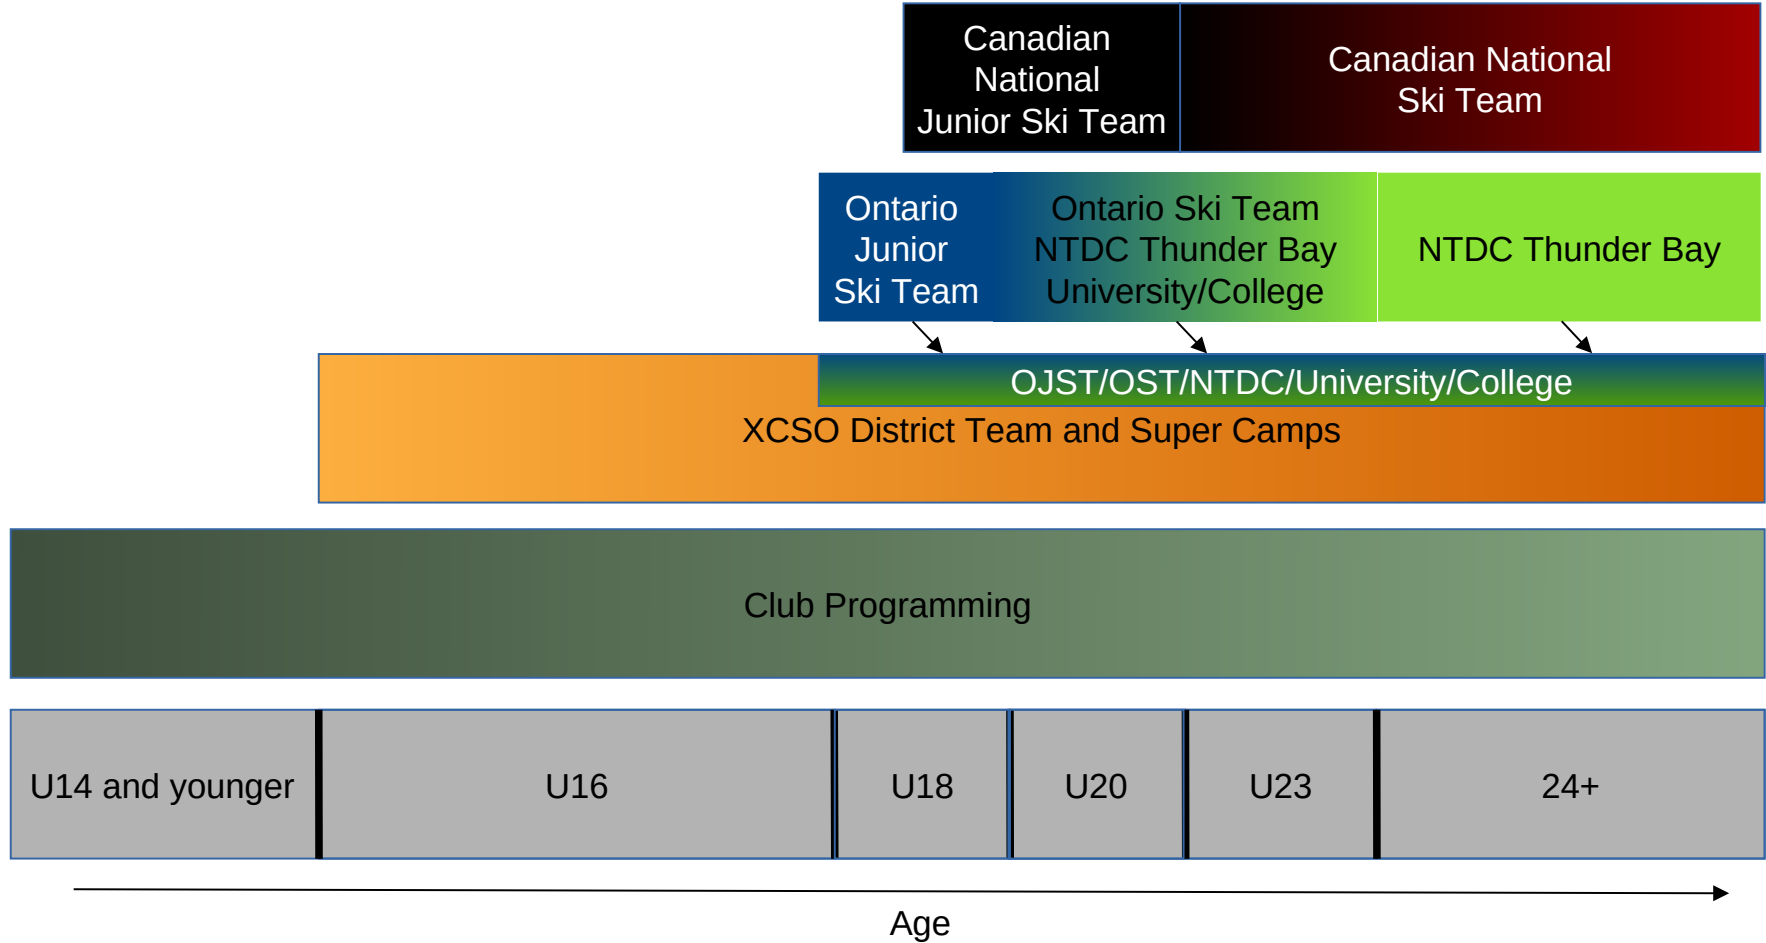 Canadian
National
Junior Ski Team
Canadian National
Ski Team
Ontario
Junior
Ski Team
Ontario Ski Team
NTDC Thunder Bay
University/College
NTDC Thunder Bay
OJST/OST/NTDC/University/College
XCSO District Team and Super Camps
Club Programming
U14 and younger
U16
U18
U20
U23
24+
Age